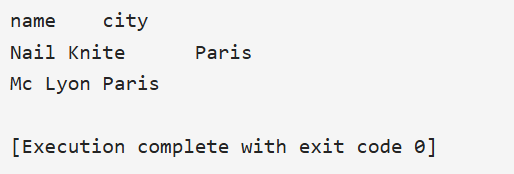 name    city
Nail Knite      Paris
Mc Lyon Paris
[Execution complete with exit code 0]